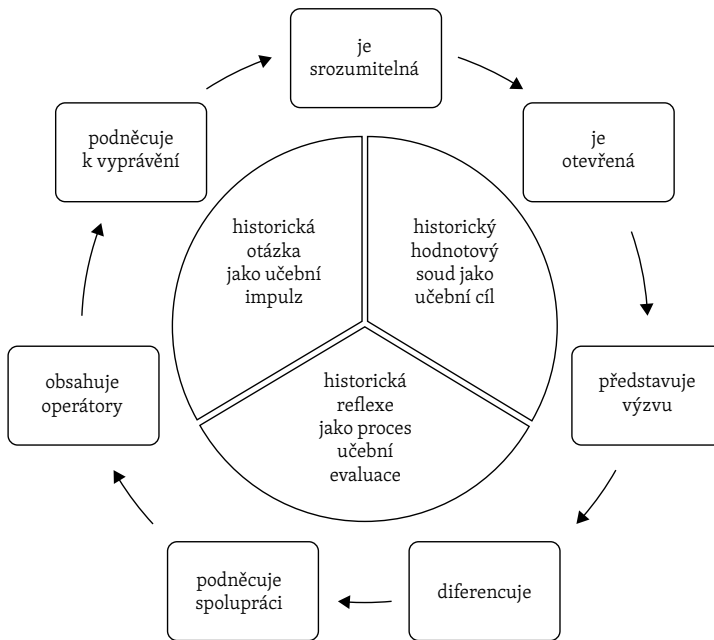 je
srozumitelná
je
otevřená
představuje
výzvu
diferencuje
podněcuje
spolupráci
obsahuje
operátory
podněcuje
k vyprávění
historická
otázka
jako učební
impulz
historický
hodnotový
soud jako
učební cíl
historická
reflexe
jako proces
učební
evaluace